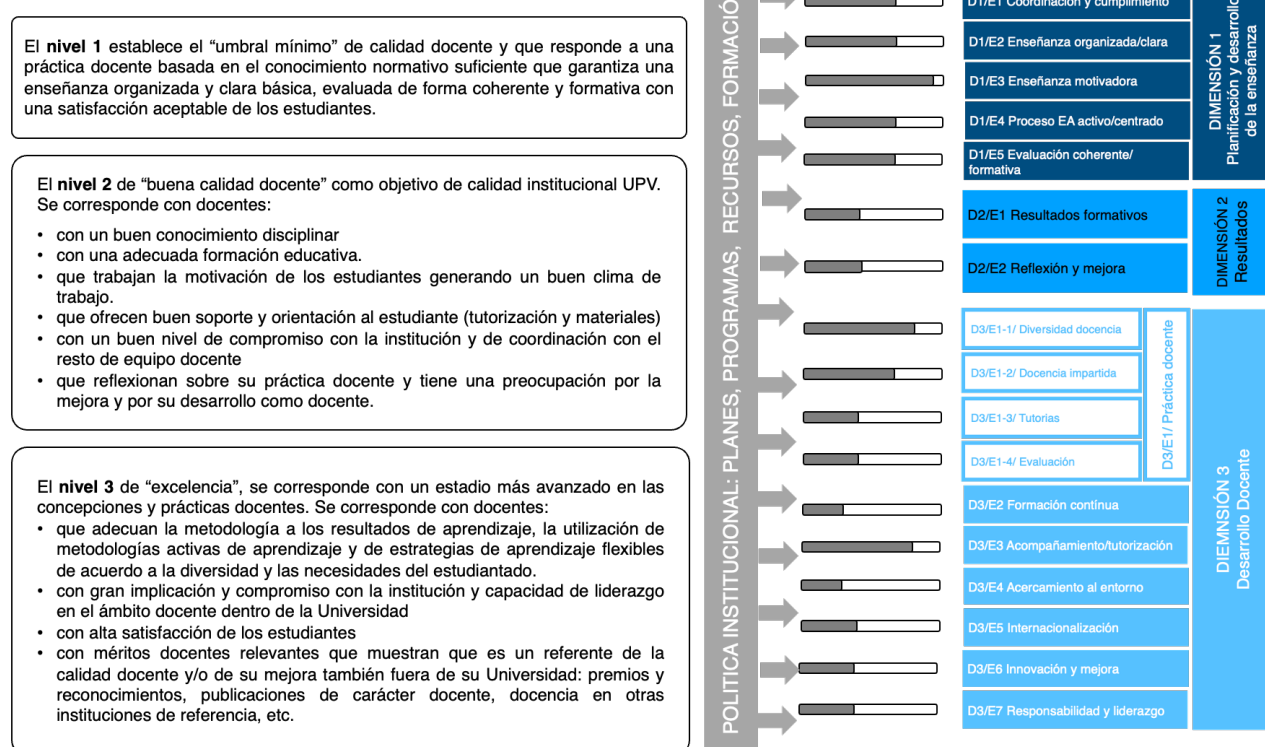 El nivel 1 establece el “umbral mínimo” de calidad docente y que responde a una
práctica docente basada en el conocimiento normativo suficiente que garantiza una
enseñanza organizada y clara básica, evaluada de forma coherente y formativa con
una satisfacción aceptable de los estudiantes.
El nivel 2 de “buena calidad docente” como objetivo de calidad institucional UPV.
Se corresponde con docentes:
• con un buen conocimiento disciplinar
• con una adecuada formación educativa.
• que trabajan la motivación de los estudiantes generando un buen clima de
trabajo.
• que ofrecen buen soporte y orientación al estudiante (tutorización y materiales)
• con un buen nivel de compromiso con la institución y de coordinación con el
resto de equipo docente
• que reflexionan sobre su práctica docente y tiene una preocupación por la
mejora y por su desarrollo como docente.
El nivel 3 de “excelencia”, se corresponde con un estadio más avanzado en las
concepciones y prácticas docentes. Se corresponde con docentes:
• que adecuan la metodología a los resultados de aprendizaje, la utilización de
metodologías activas de aprendizaje y de estrategias de aprendizaje flexibles
de acuerdo a la diversidad y las necesidades del estudiantado.
• con gran implicación y compromiso con la institución y capacidad de liderazgo
en el ámbito docente dentro de la Universidad
• con alta satisfacción de los estudiantes
• con méritos docentes relevantes que muestran que es un referente de la
calidad docente y/o de su mejora también fuera de su Universidad: premios y
reconocimientos, publicaciones de carácter docente, docencia en otras
instituciones de referencia, etc.
POLITICA INSTITUCIONAL: PLANES, PROGRAMAS, RECURSOS, FORMACIÓ
D1/E1 Coordinación y cumplimiento
D1/E2 Enseñanza organizada/clara
D1/E3 Enseñanza motivadora
D1/E4 Proceso EA activo/centrado
D1/E5 Evaluación coherente/
formativa
DIMENSIÓN 1
Planificación y desarrollo
de la enseñanza
D2/E1 Resultados formativos
D2/E2 Reflexión y mejora
DIMENSIÓN 2
Resultados
D3/E1-1/ Diversidad docencia
D3/E1-2/ Docencia impartida
D3/E1-3/ Tutorias
D3/E1-4/ Evaluación
D3/E1/ Práctica docente
D3/E2 Formación contínua
D3/E3 Acompañamiento/tutorización
D3/E4 Acercamiento al entorno
D3/E5 Internacionalización
D3/E6 Innovación y mejora
D3/E7 Responsabilidad y liderazgo
DIEMNSIÓN 3
Desarrollo Docente